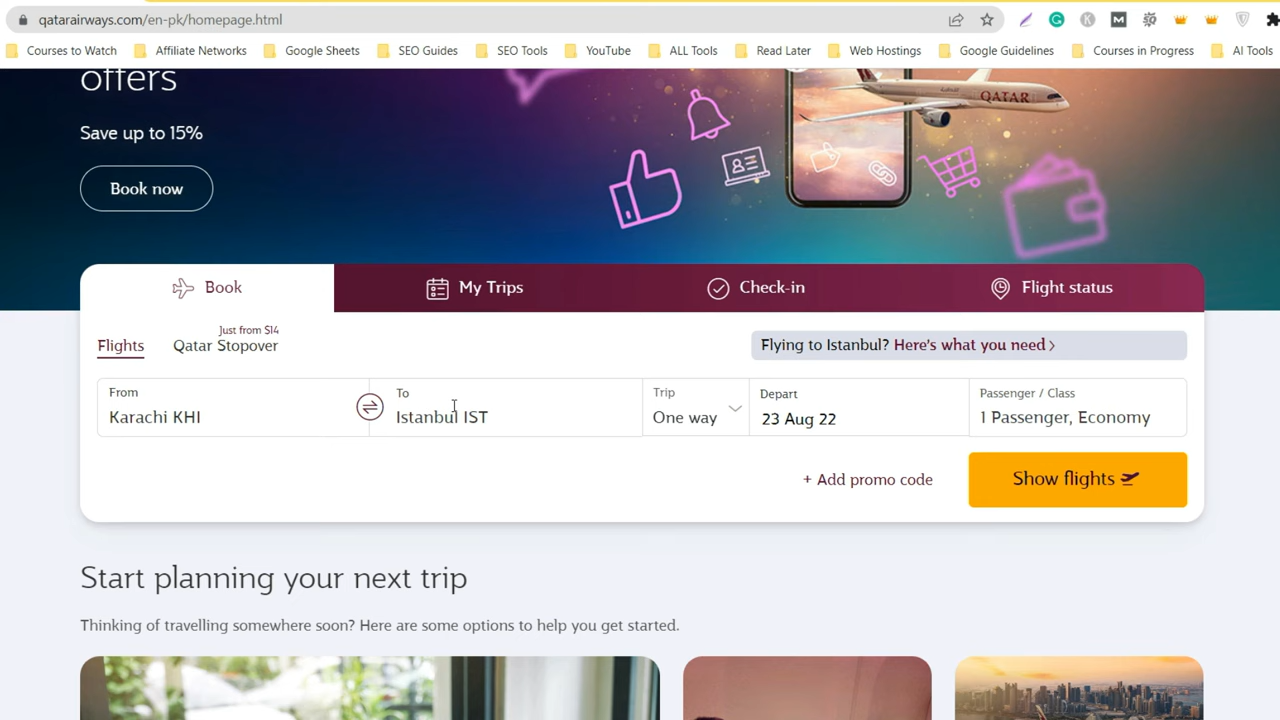 qatarairways.com/en-pk/homepage.html
Courses to Watch Affiliate Networks Google Sheets SEO Guides SEO Tools YouTube ALL Tools Read Later Web Hostings Google Guidelines Courses in Progress AI Tools
offers
QATAR
Save up to 15%
Book now
Book My Trips Check-in Flight status
Just from $14
Flights Qatar Stopover Flying to Istanbul? Here's what you need >
From To Trip Depart Passenger / Class
Karachi KHI Istanbul IST One way 23 Aug 22 1 Passenger, Economy
+ Add promo code Show flights
Start planning your next trip
Thinking of travelling somewhere soon? Here are some options to help you get started.